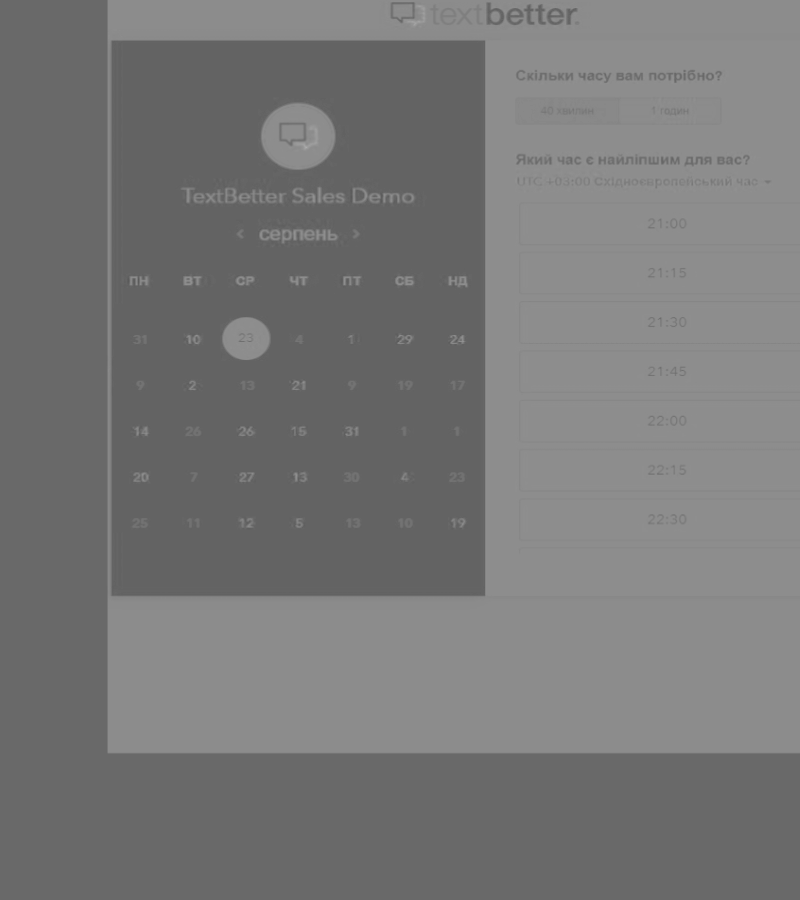 textbetter.
TextBetter Sales Demo
‹ серпень ›
ПН ВТ СР ЧТ ПТ СБ НД
31 10 23 4 1 29 24
9 2 13 21 9 19 17
14 26 26 15 31 1 1
20 7 27 13 30 4 23
25 11 12 5 13 10 19
Скільки часу вам потрібно?
40 хвилин 1 годин
Який час є найліпшим для вас?
UTC +03:00 Східноєвропейський час
21:00
21:15
21:30
21:45
22:00
22:15
22:30